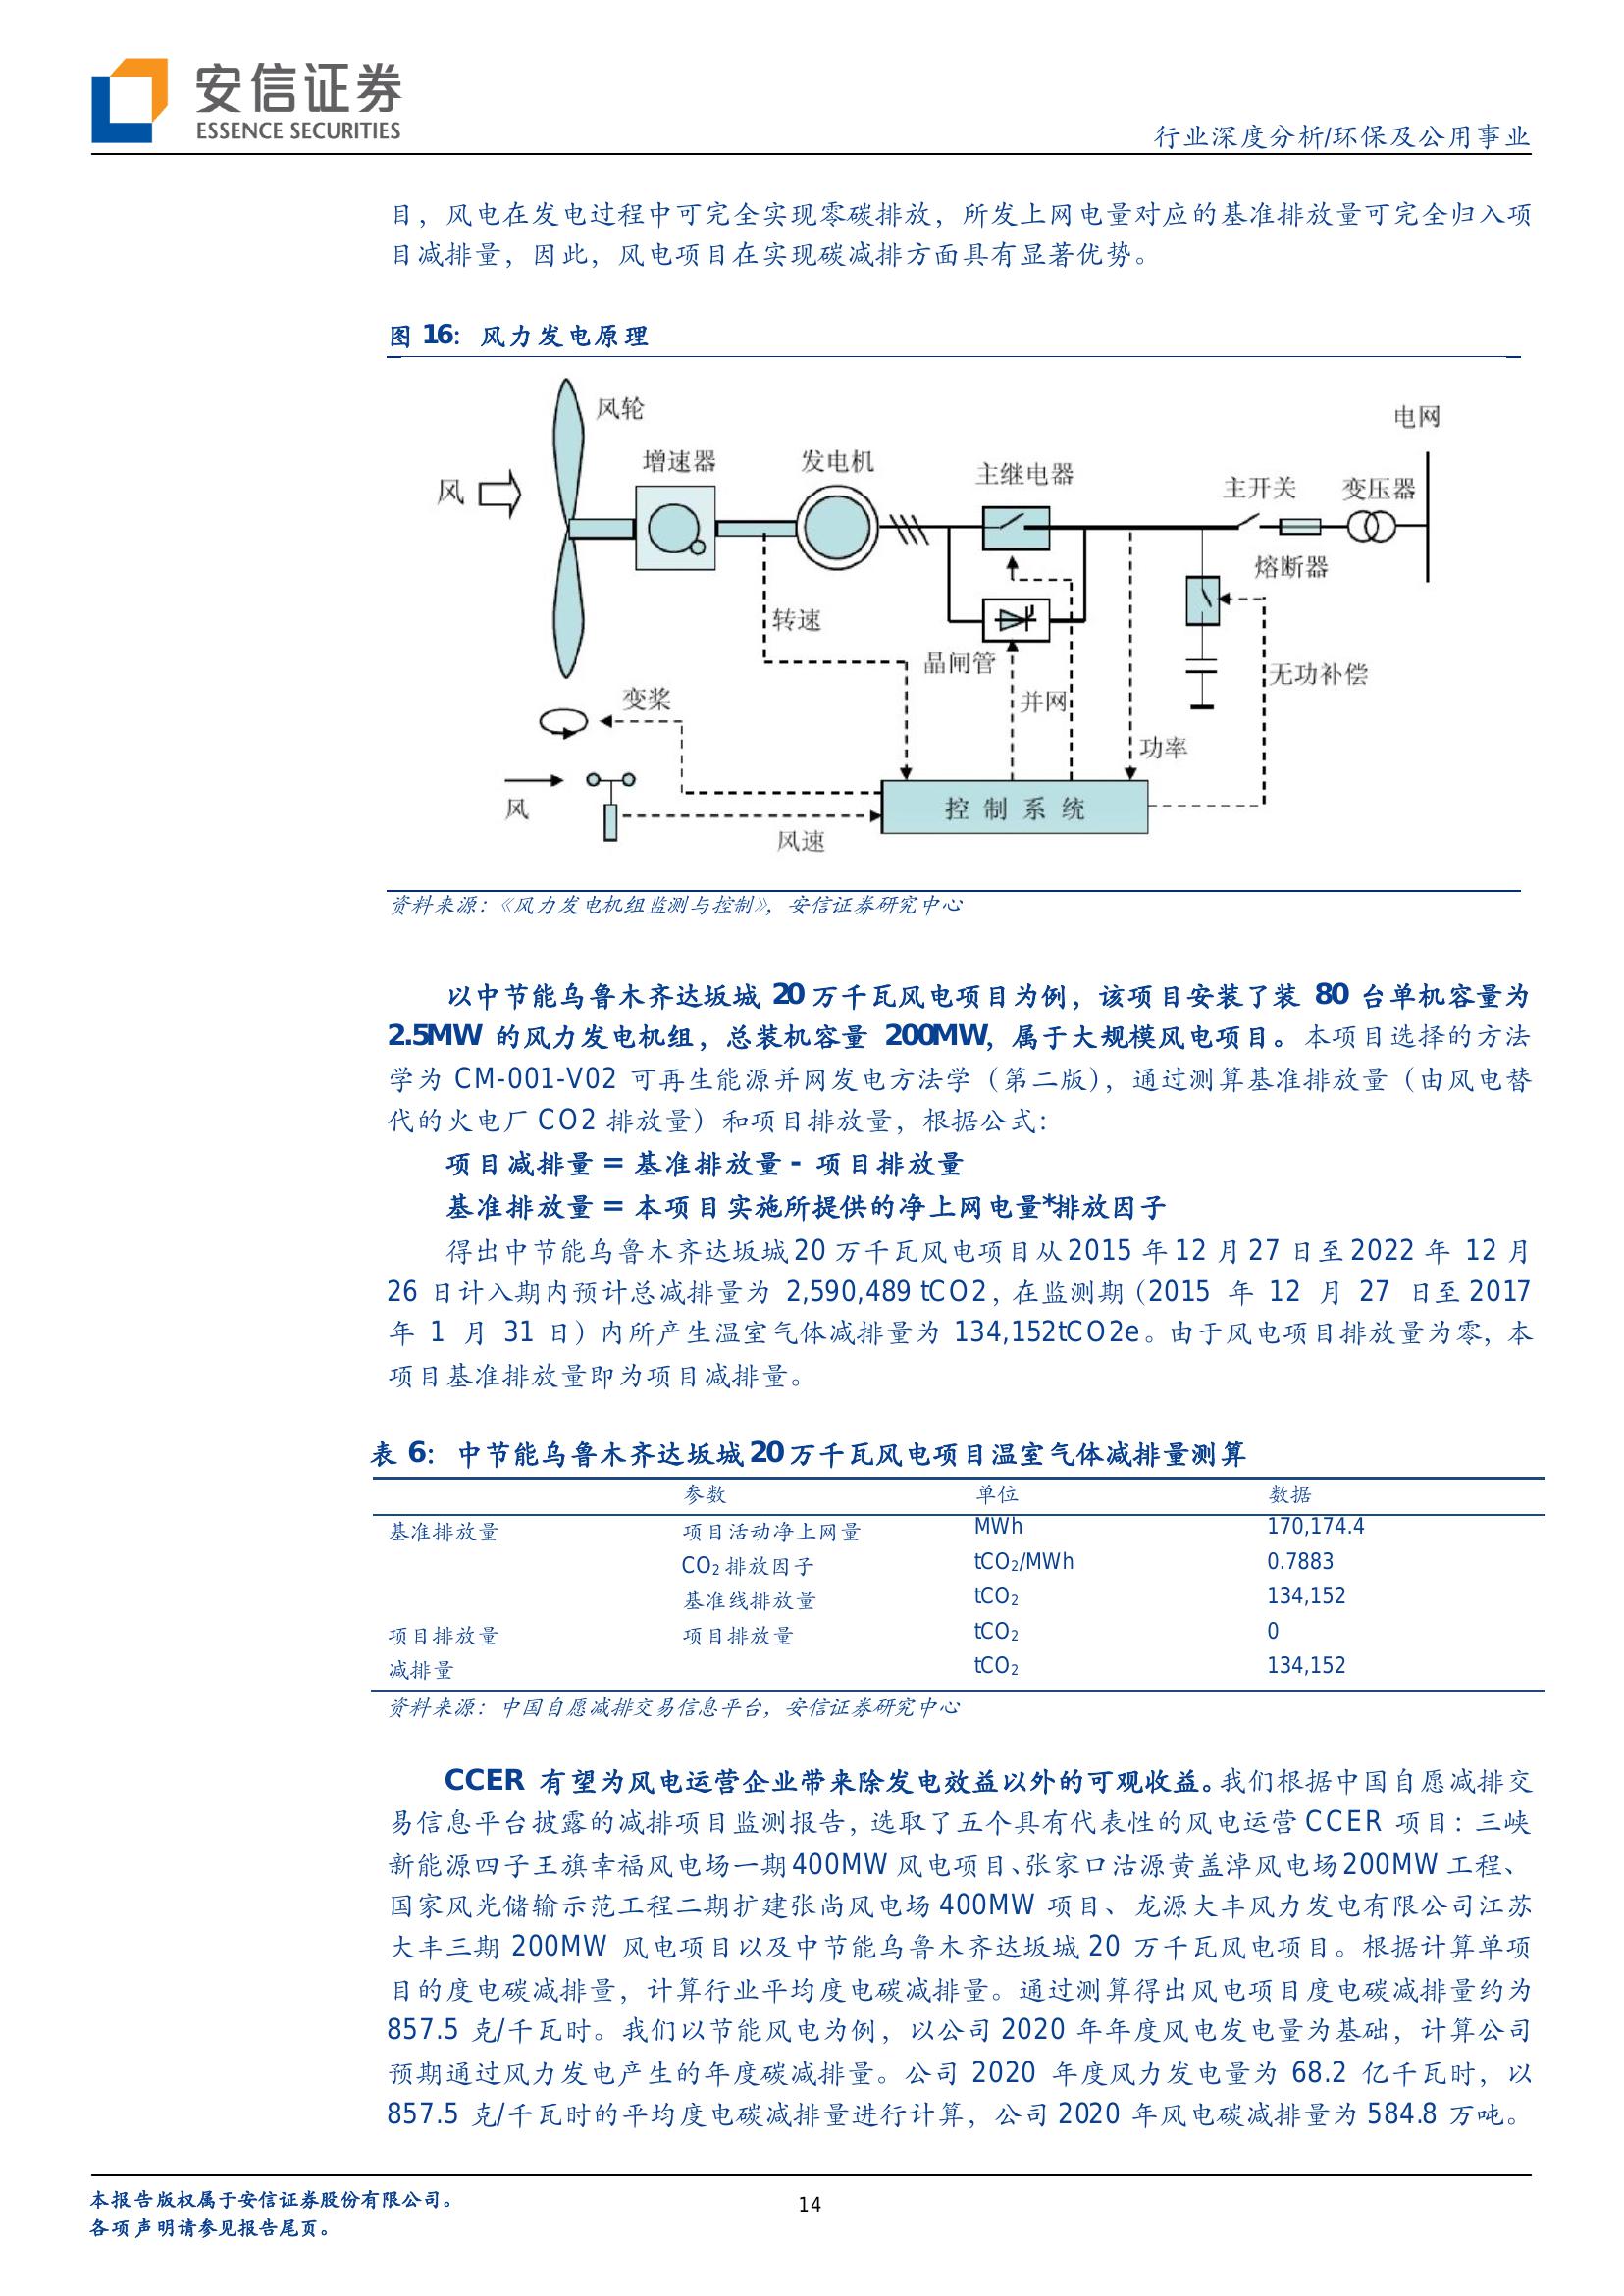 安信证券
ESSENCE SECURITIES
行业深度分析/环保及公用事业
目，风电在发电过程中可完全实现零碳排放，所发上网电量对应的基准排放量可完全归入项
目减排量，因此，风电项目在实现碳减排方面具有显著优势。
图 16：风力发电原理
风轮
电网
增速器
发电机
主继电器
主开关
变压器
风
熔断器
转速
晶闸管
无功补偿
变桨
并网
功率
风
控制系统
风速
资料来源：《风力发电机组监测与控制》，安信证券研究中心
以中节能乌鲁木齐达坂城 20 万千瓦风电项目为例，该项目安装了装 80 台单机容量为
2.5MW 的风力发电机组，总装机容量 200MW，属于大规模风电项目。本项目选择的方法
学为 CM-001-V02 可再生能源并网发电方法学（第二版），通过测算基准排放量（由风电替
代的火电厂 CO2 排放量）和项目排放量，根据公式：
项目减排量 = 基准排放量 - 项目排放量
基准排放量 = 本项目实施所提供的净上网电量*排放因子
得出中节能乌鲁木齐达坂城 20 万千瓦风电项目从 2015 年 12 月 27 日至 2022 年 12 月
26 日计入期内预计总减排量为 2,590,489 tCO2，在监测期（2015 年 12 月 27 日至 2017
年 1 月 31 日）内所产生温室气体减排量为 134,152tCO2e。由于风电项目排放量为零，本
项目基准排放量即为项目减排量。
表 6：中节能乌鲁木齐达坂城 20 万千瓦风电项目温室气体减排量测算
参数 单位 数据
基准排放量 项目活动净上网量 MWh 170,174.4
CO₂ 排放因子 tCO₂/MWh 0.7883
基准线排放量 tCO₂ 134,152
项目排放量 项目排放量 tCO₂ 0
减排量 tCO₂ 134,152
资料来源：中国自愿减排交易信息平台，安信证券研究中心
CCER 有望为风电运营企业带来除发电效益以外的可观收益。我们根据中国自愿减排交
易信息平台披露的减排项目监测报告，选取了五个具有代表性的风电运营 CCER 项目：三峡
新能源四子王旗幸福风电场一期 400MW 风电项目、张家口沽源黄盖淖风电场 200MW 工程、
国家风光储输示范工程二期扩建张尚风电场 400MW 项目、龙源大丰风力发电有限公司江苏
大丰三期 200MW 风电项目以及中节能乌鲁木齐达坂城 20 万千瓦风电项目。根据计算单项
目的度电碳减排量，计算行业平均度电碳减排量。通过测算得出风电项目度电碳减排量约为
857.5 克/千瓦时。我们以节能风电为例，以公司 2020 年年度风电发电量为基础，计算公司
预期通过风力发电产生的年度碳减排量。公司 2020 年度风力发电量为 68.2 亿千瓦时，以
857.5 克/千瓦时的平均度电碳减排量进行计算，公司 2020 年风电碳减排量为 584.8 万吨。
本报告版权属于安信证券股份有限公司。
14
各项声明请参见报告尾页。